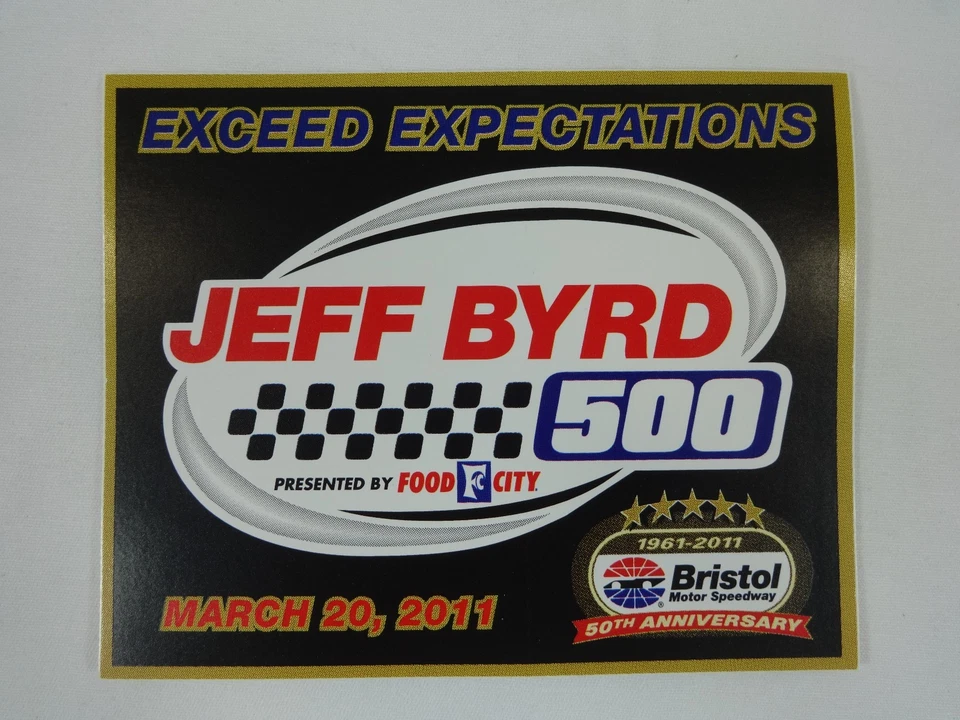 EXCEED EXPECTATIONS
JEFF BYRD
500
PRESENTED BY FOOD FC CITY
1961-2011
Bristol
Motor Speedway
®
50TH ANNIVERSARY
MARCH 20, 2011